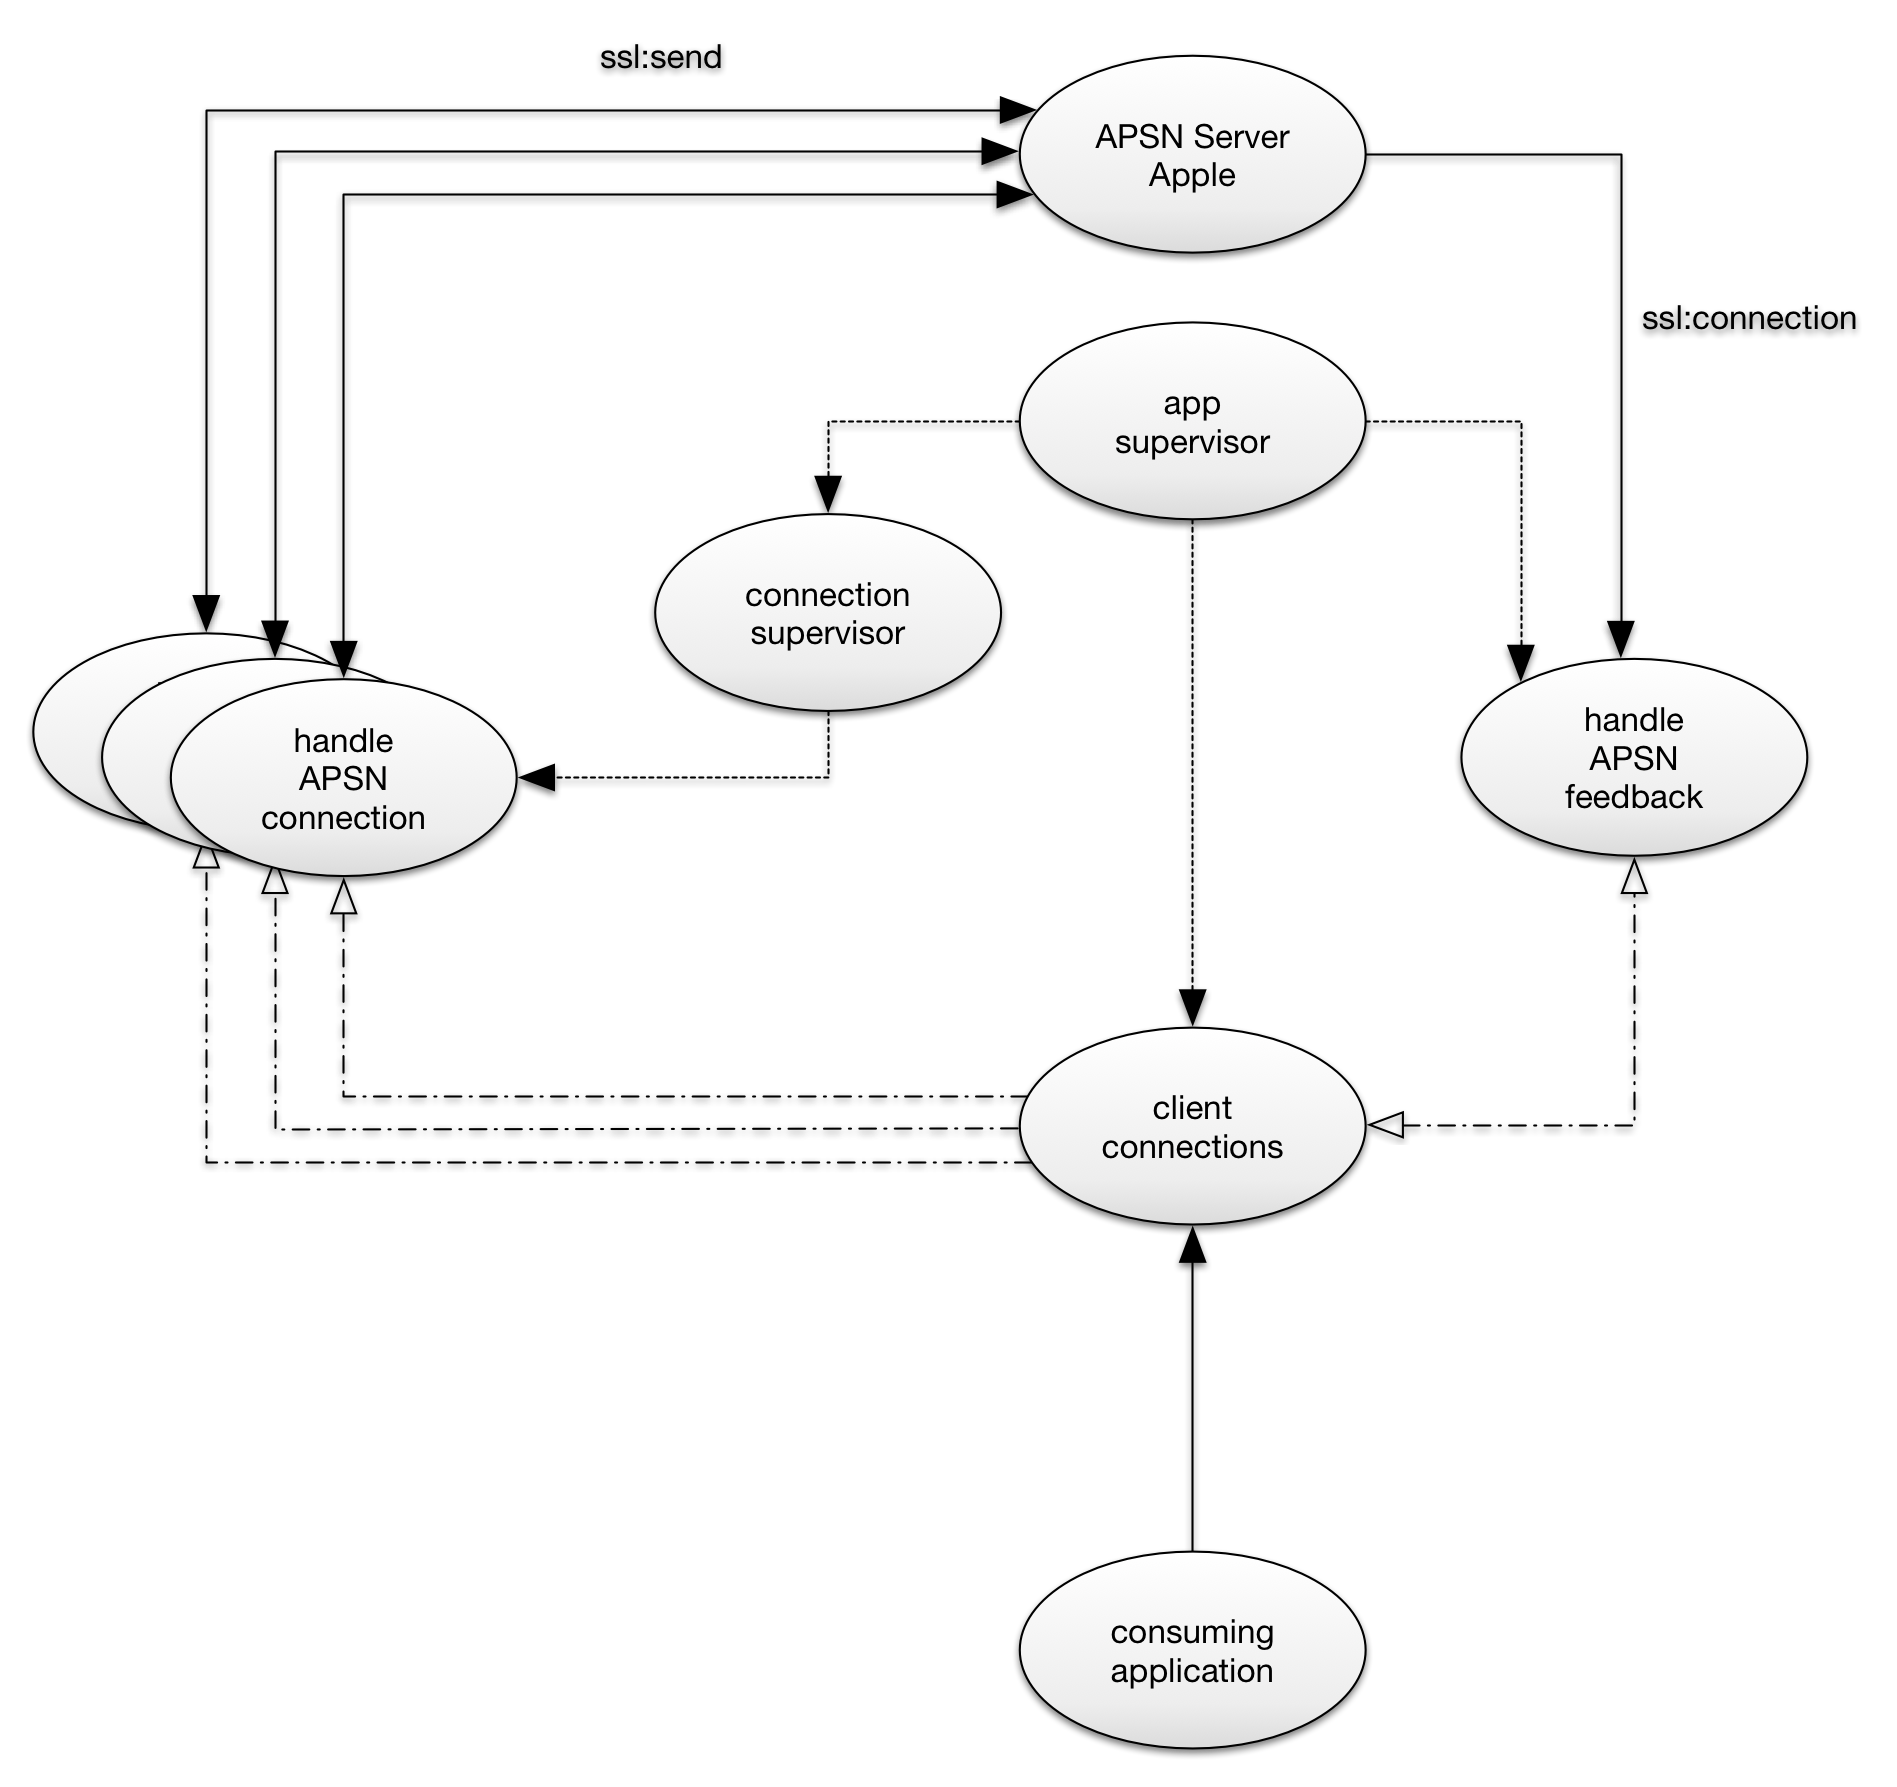 ssl:send
APSN Server
Apple
ssl:connection
app
supervisor
connection
supervisor
handle
APSN
connection
handle
APSN
feedback
client
connections
consuming
application